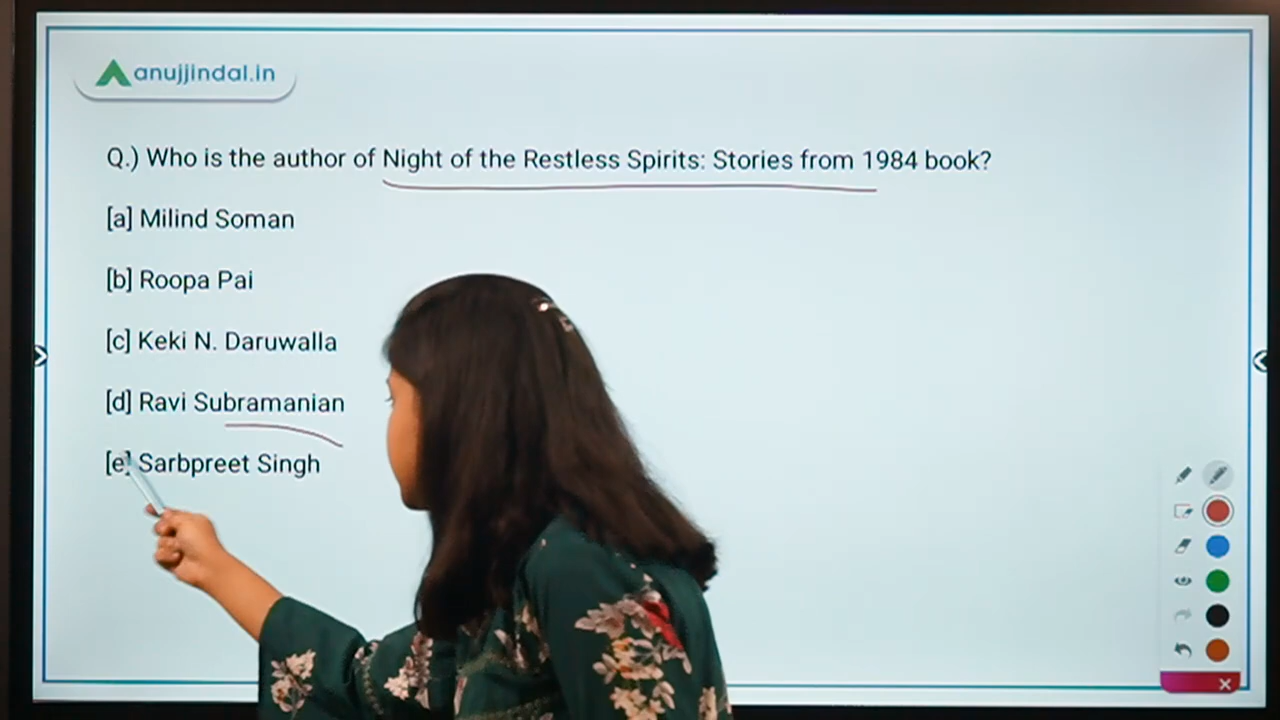 anujjindal.in
Q.) Who is the author of Night of the Restless Spirits: Stories from 1984 book?
[a] Milind Soman
[b] Roopa Pai
[c] Keki N. Daruwalla
[d] Ravi Subramanian
[e] Sarbpreet Singh